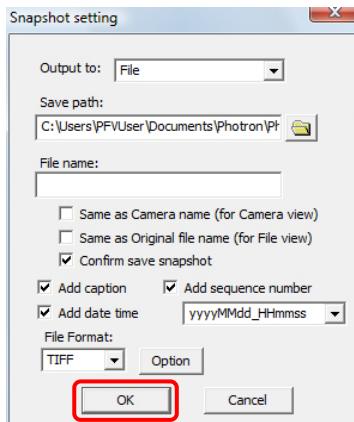 Snapshot setting
Output to: File
Save path:
C:\Users\PFVUser\Documents\Photron\Ph
File name:
Same as Camera name (for Camera view)
Same as Original file name (for File view)
Confirm save snapshot
Add caption Add sequence number
Add date time yyyyMMdd_HHmmss
File Format:
TIFF Option
OK Cancel